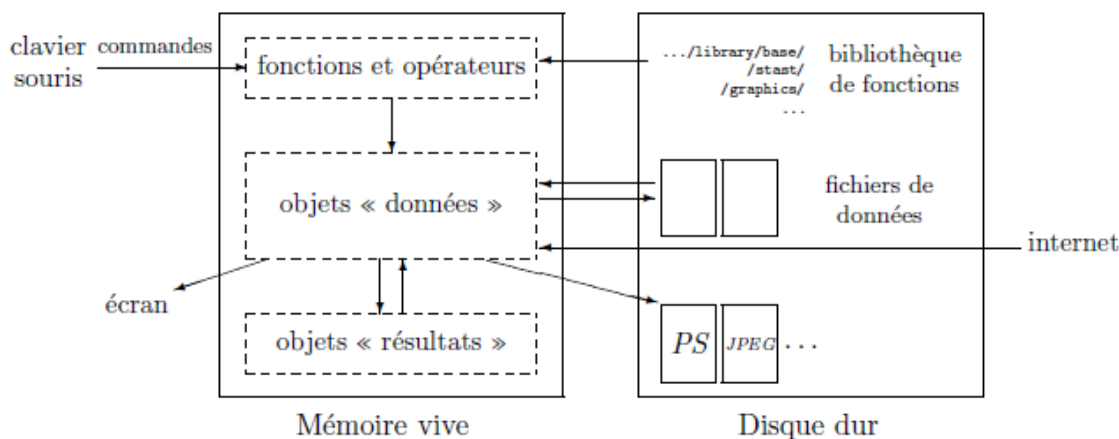 clavier
souris
commandes
fonctions et opérateurs
.../library/base/
/stast/
/graphics/
...
bibliothèque
de fonctions
objets « données »
fichiers de
données
internet
écran
objets « résultats »
PS
JPEG
...
Mémoire vive
Disque dur